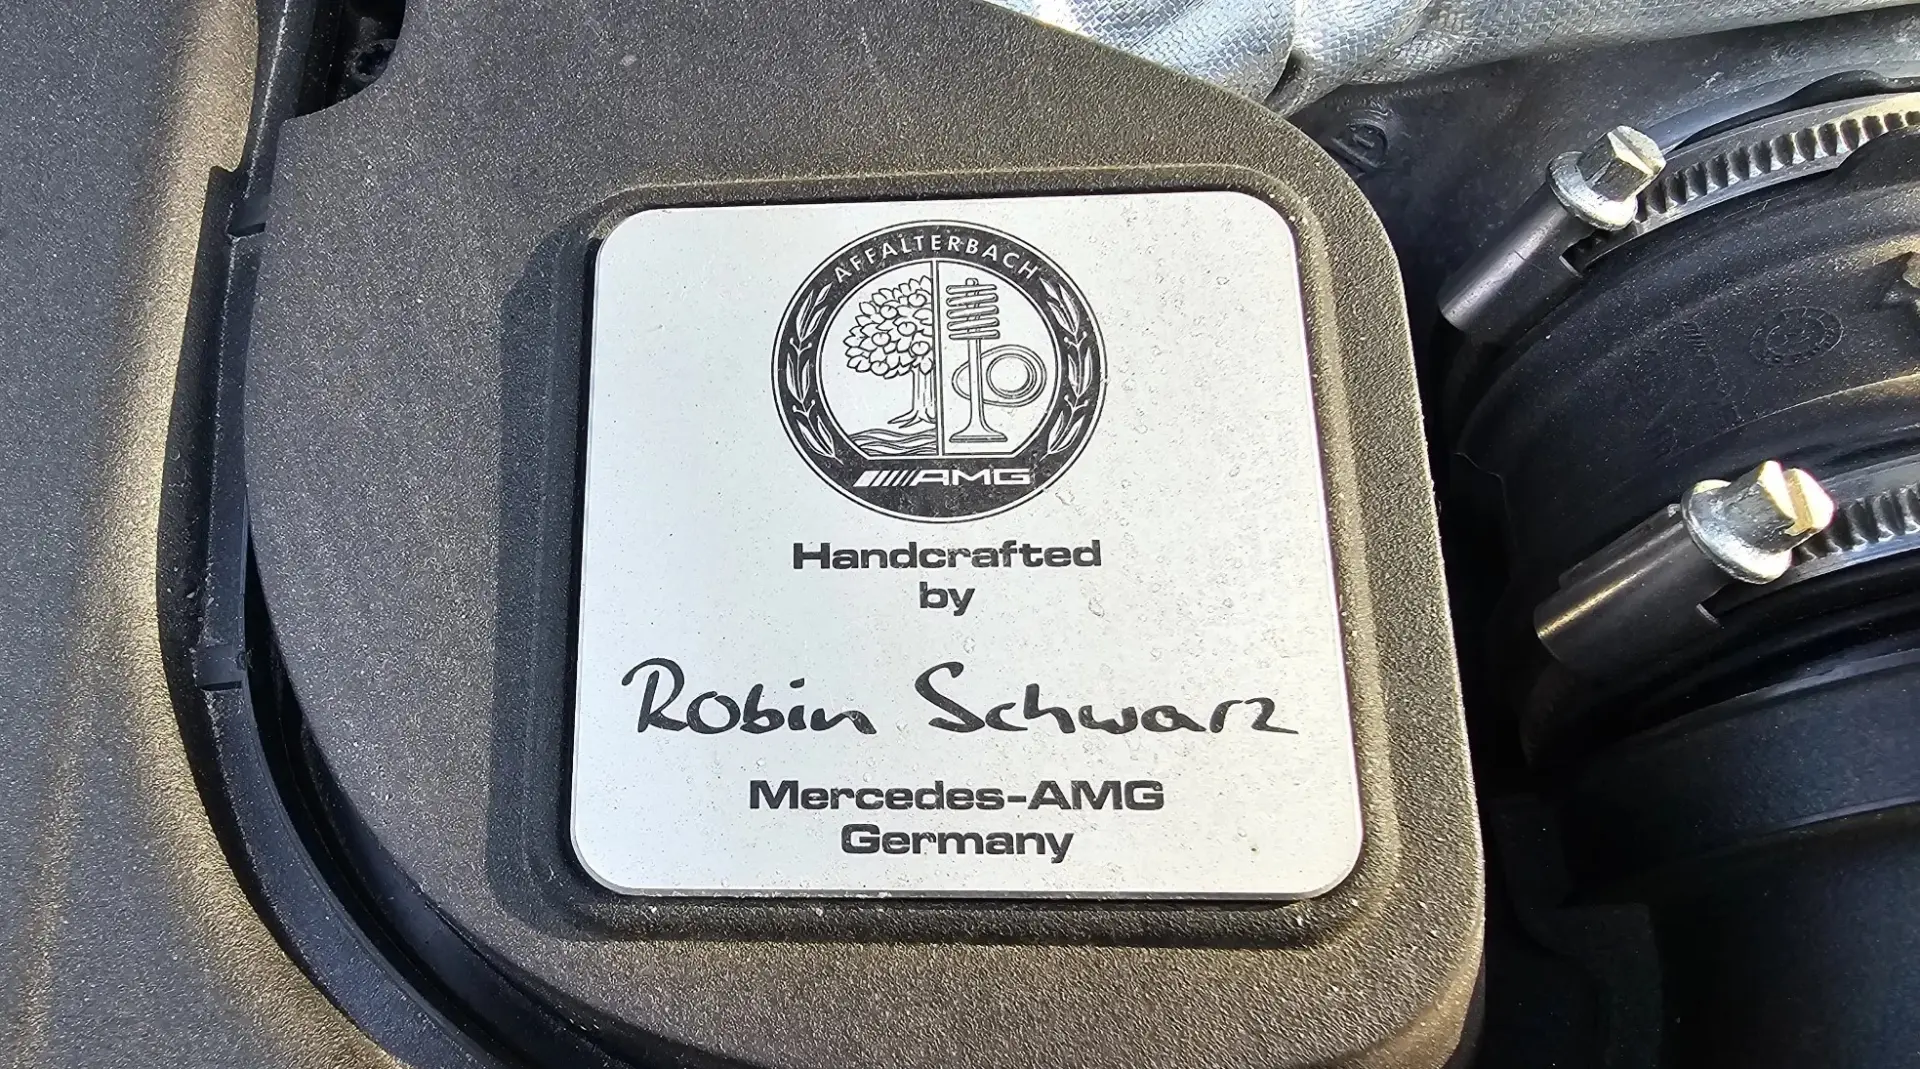 AFFALTERBACH
AMG
Handcrafted
by
Robin Schwarz
Mercedes-AMG
Germany